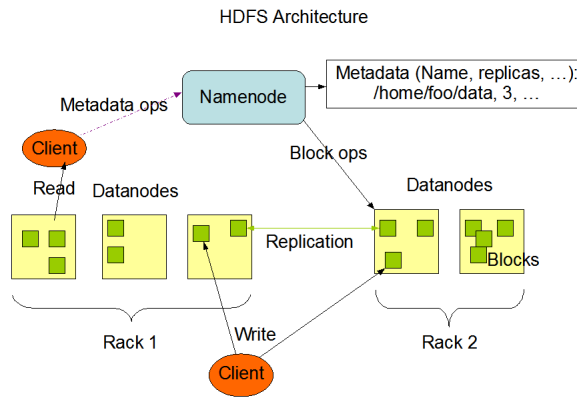 HDFS Architecture
Metadata (Name, replicas, …):
/home/foo/data, 3, …
Namenode
Metadata ops
Client
Block ops
Read
Datanodes
Datanodes
Replication
Blocks
Write
Rack 1
Rack 2
Client